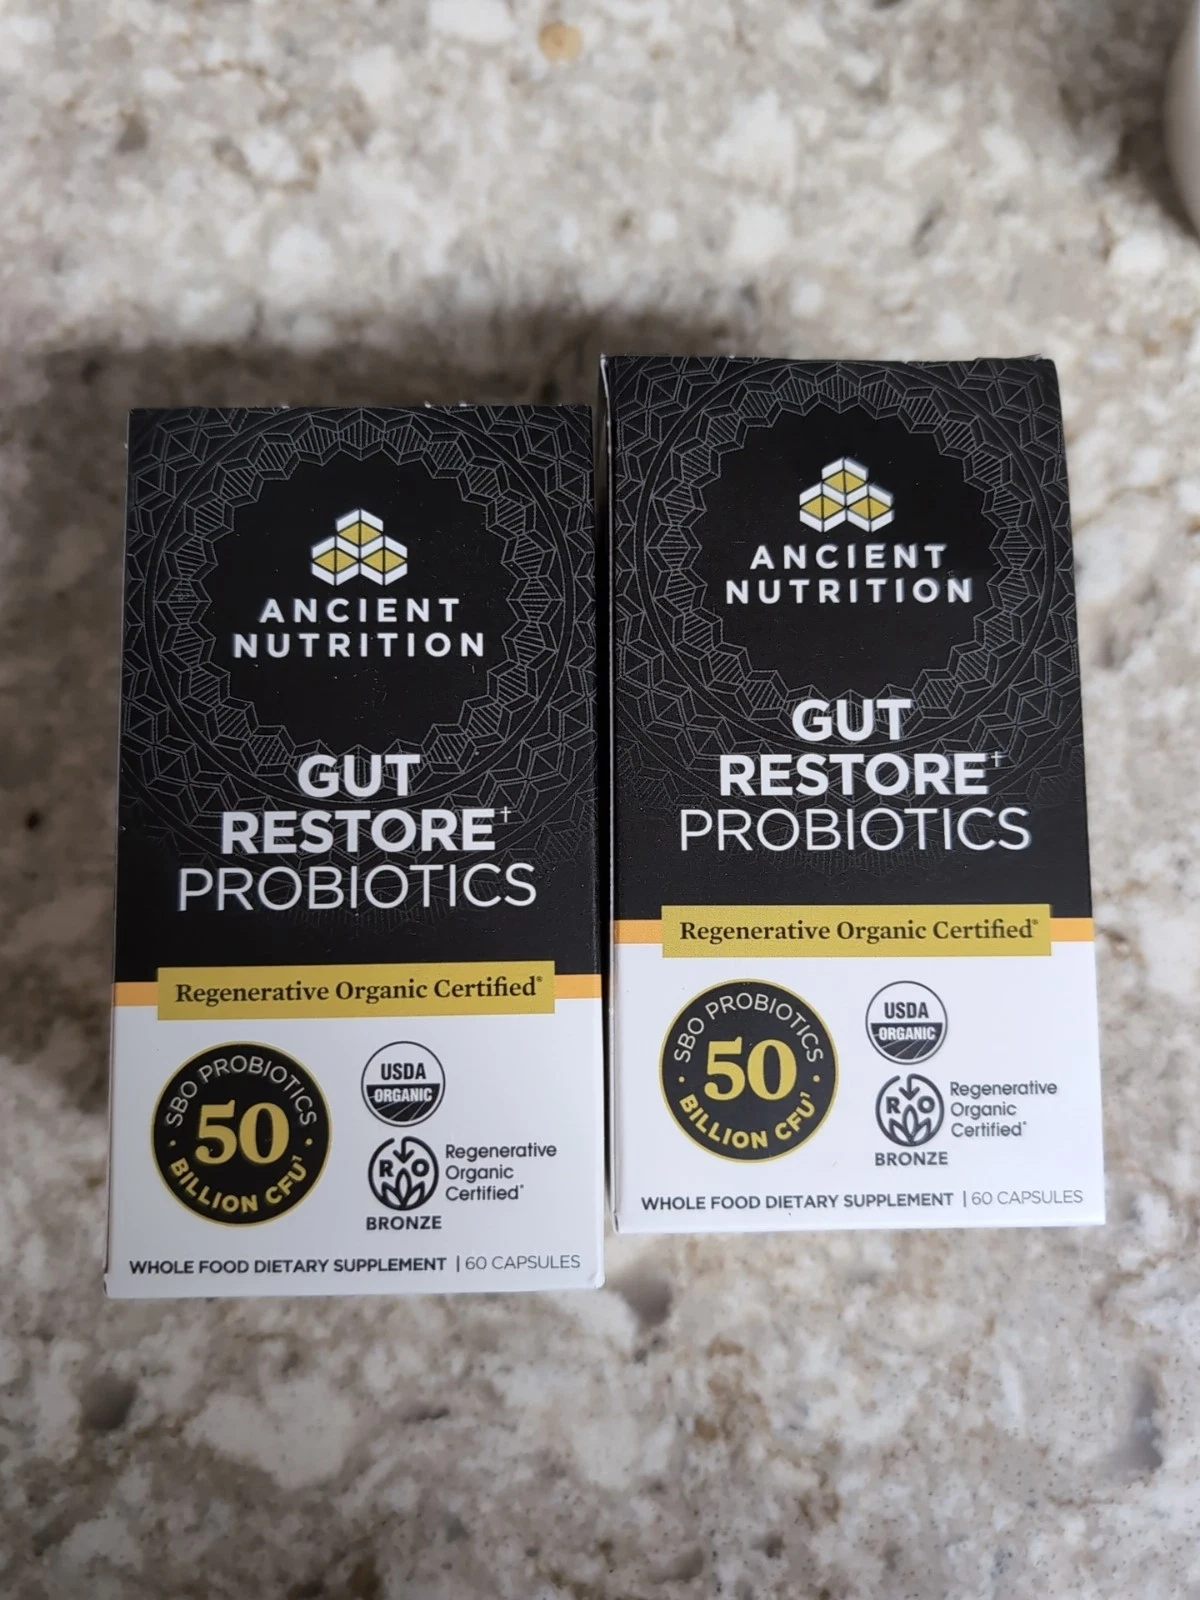 ANCIENT
NUTRITION
GUT
RESTORE†
PROBIOTICS
Regenerative Organic Certified®
SBO PROBIOTICS
50
BILLION CFU¹
USDA
ORGANIC
R O
Regenerative
Organic
Certified®
BRONZE
WHOLE FOOD DIETARY SUPPLEMENT | 60 CAPSULES
ANCIENT
NUTRITION
GUT
RESTORE†
PROBIOTICS
Regenerative Organic Certified®
SBO PROBIOTICS
50
BILLION CFU¹
USDA
ORGANIC
R O
Regenerative
Organic
Certified®
BRONZE
WHOLE FOOD DIETARY SUPPLEMENT | 60 CAPSULES